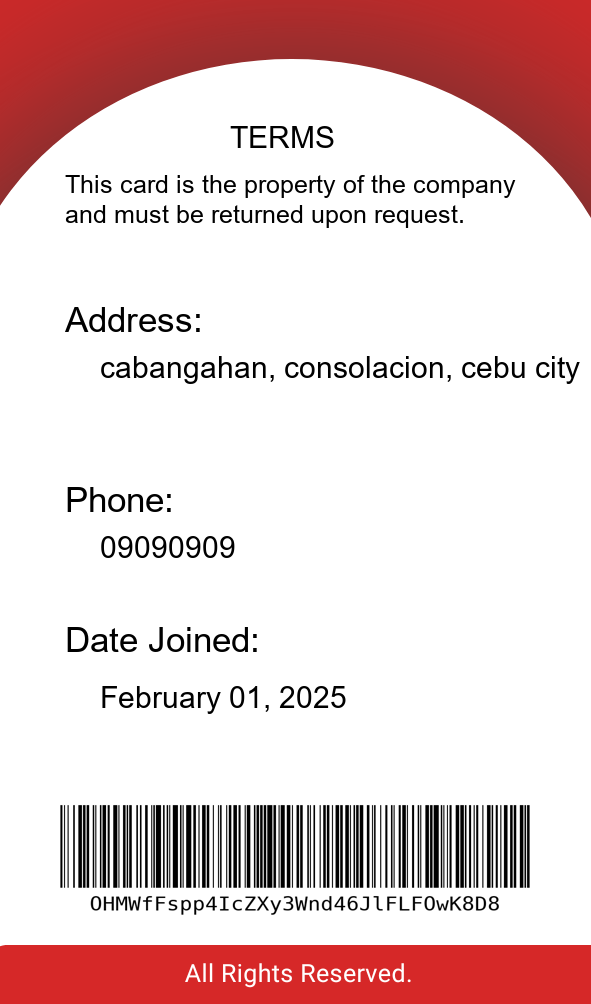 TERMS
This card is the property of the company
and must be returned upon request.
Address:
cabangahan, consolacion, cebu city
Phone:
09090909
Date Joined:
February 01, 2025
OHMWfFspp4IcZXy3Wnd46JlFLFOwK8D8
All Rights Reserved.